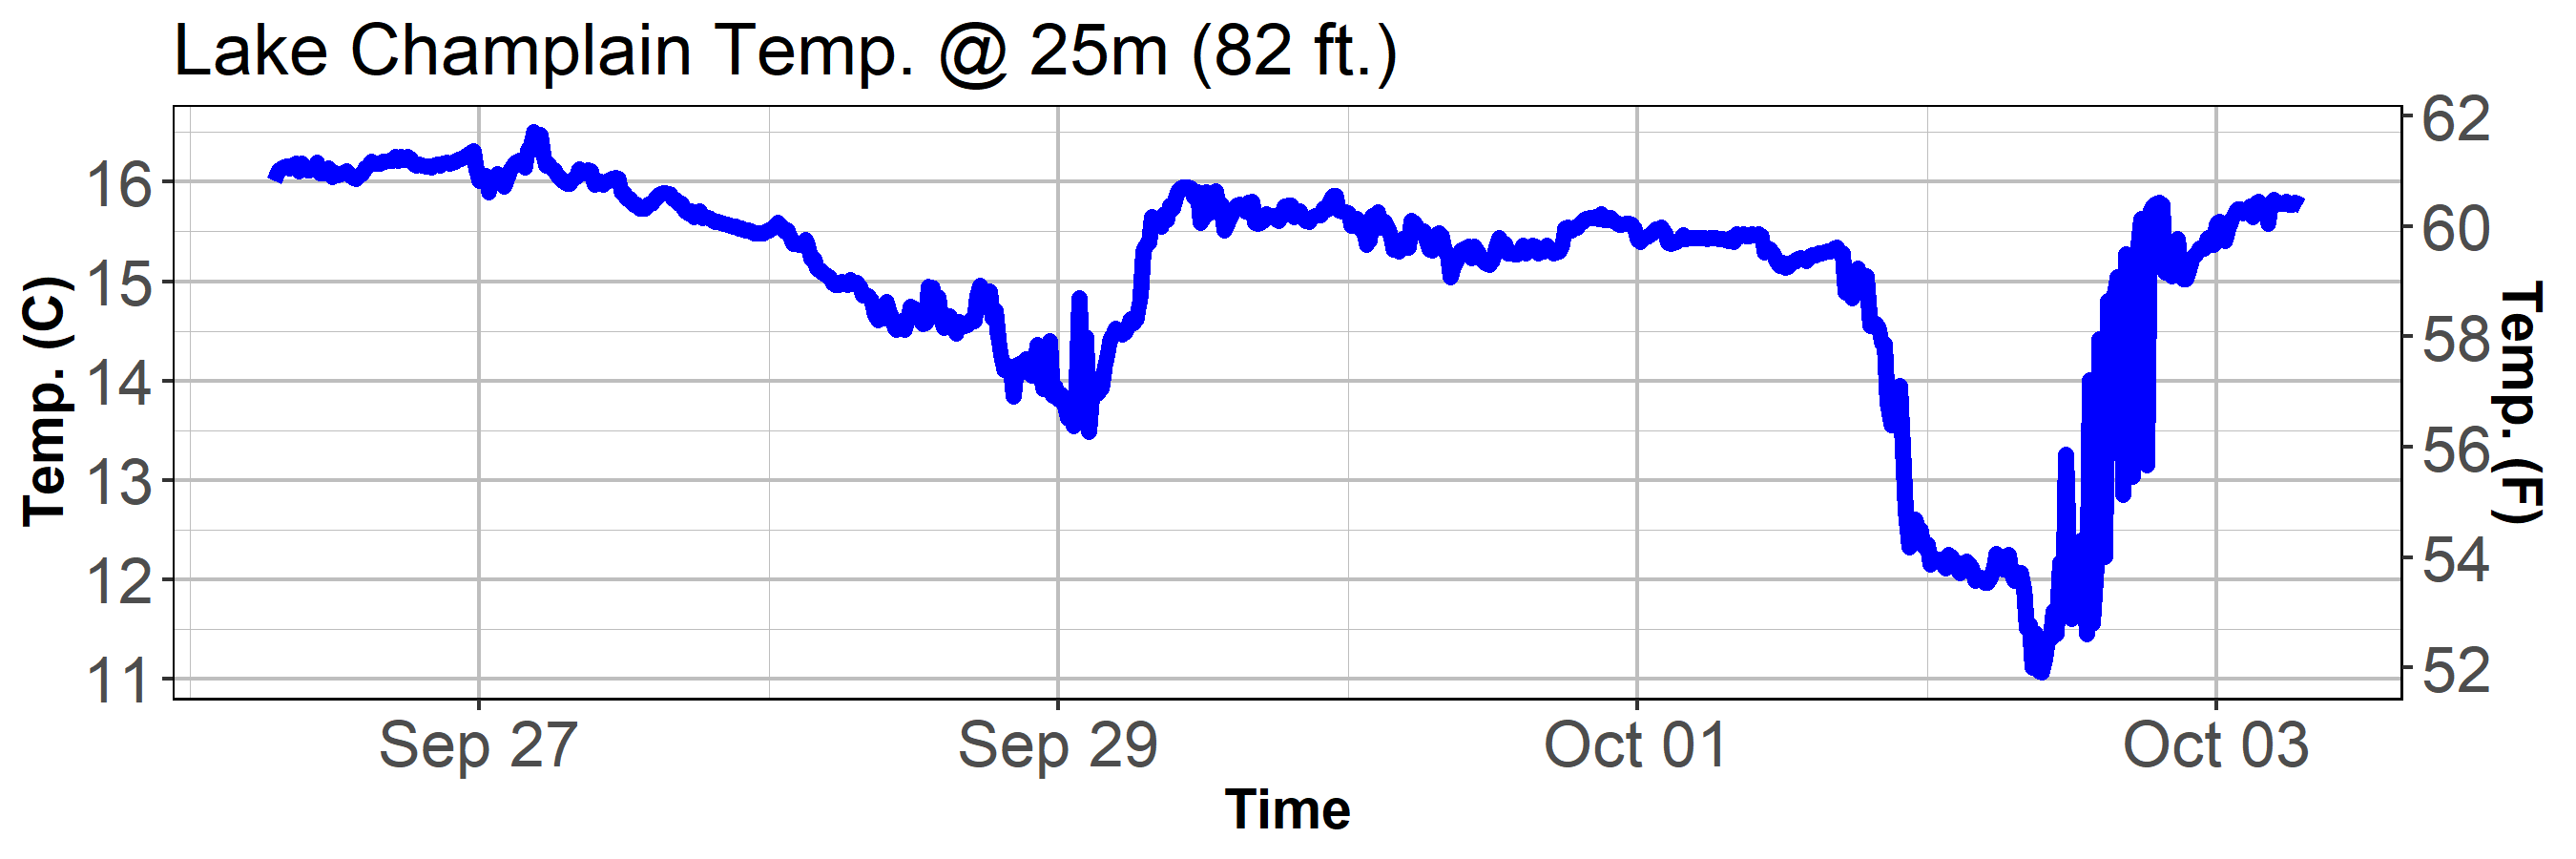 Lake Champlain Temp. @ 25m (82 ft.)
Temp. (C)
16
15
14
13
12
11
62
60
58
56
54
52
Temp. (F)
Sep 27
Sep 29
Oct 01
Oct 03
Time